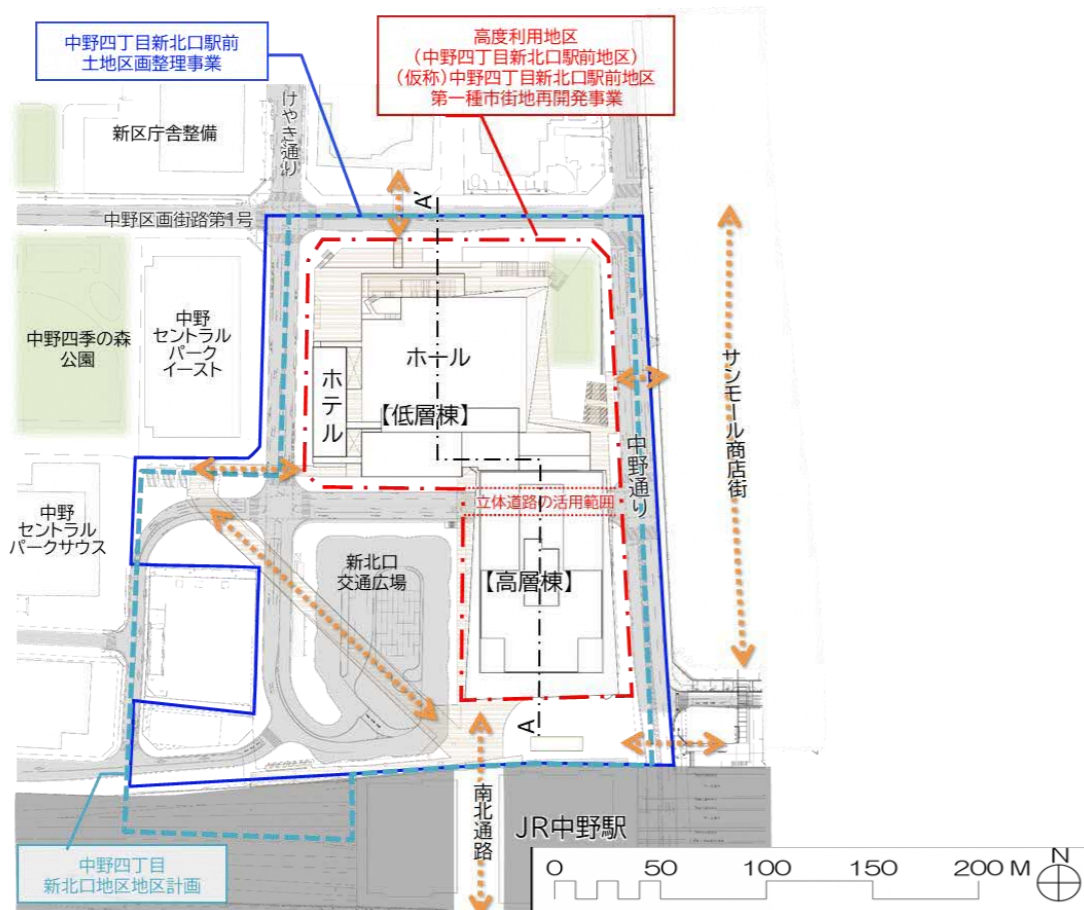 中野四丁目新北口駅前
土地区画整理事業
高度利用地区
(中野四丁目新北口駅前地区)
(仮称)中野四丁目新北口駅前地区
第一種市街地再開発事業
新区庁舎整備
けやき通り
中野区画街路第1号
A'
中野四季の森
公園
中野
セントラル
パーク
イースト
ホール
ホテル
【低層棟】
サンモール商店街
中野通り
立体道路の活用範囲
中野
セントラル
パークサウス
新北口
交通広場
【高層棟】
A
南北通路
JR中野駅
中野四丁目
新北口地区地区計画
0 50 100 150 200 M
N